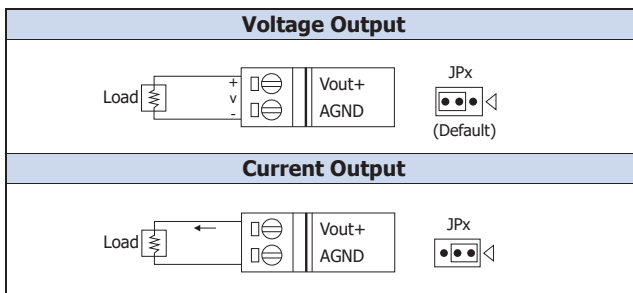 Voltage Output
Load
+
v
-
Vout+
AGND
JPx
(Default)
Current Output
Load
Vout+
AGND
JPx